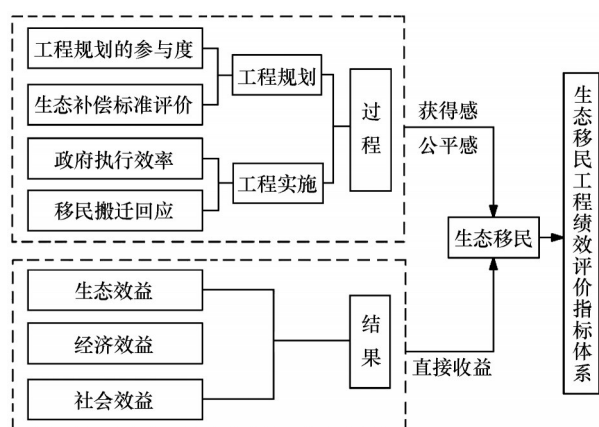 工程规划的参与度
生态补偿标准评价
工程规划
政府执行效率
移民搬迁回应
工程实施
过程
获得感
公平感
生态效益
经济效益
社会效益
结果
直接收益
生态移民
生态移民工程绩效评价指标体系